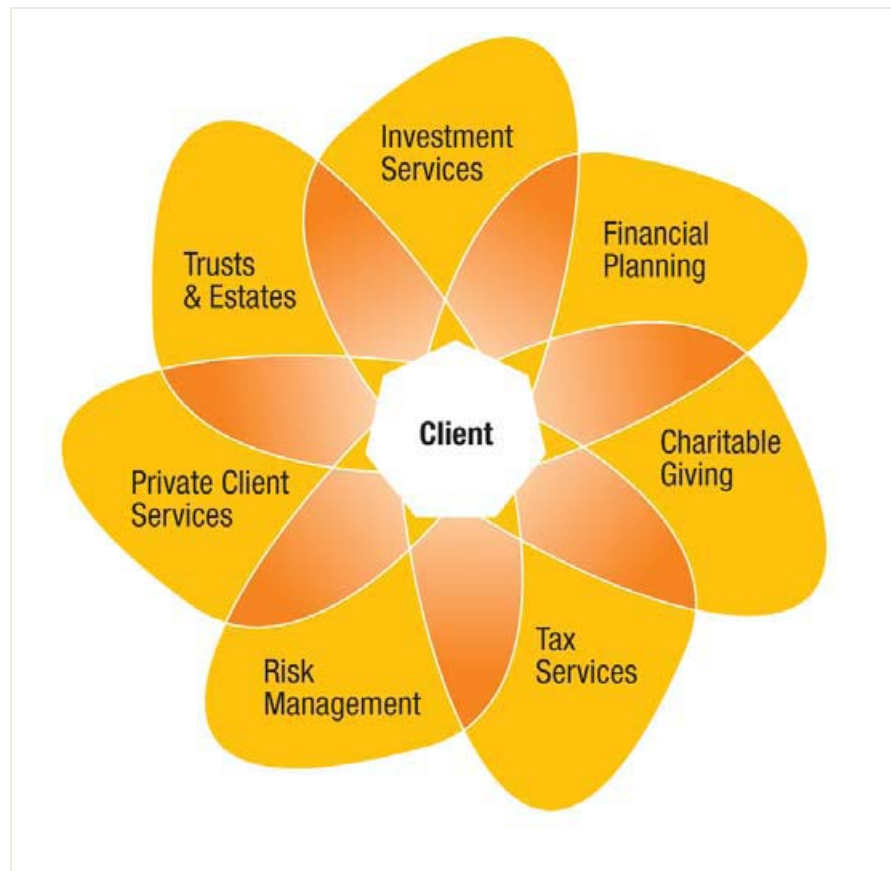 Investment
Services
Financial
Planning
Trusts
& Estates
Client
Charitable
Giving
Private Client
Services
Tax
Services
Risk
Management